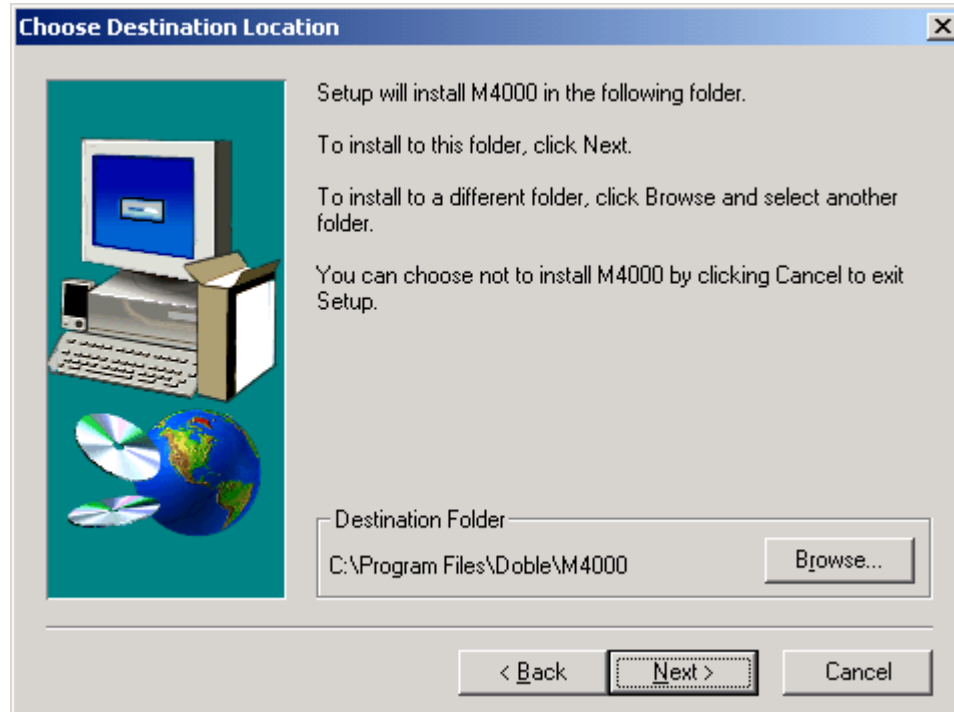 Choose Destination Location
Setup will install M4000 in the following folder.
To install to this folder, click Next.
To install to a different folder, click Browse and select another
folder.
You can choose not to install M4000 by clicking Cancel to exit
Setup.
Destination Folder
C:\Program Files\Doble\M4000
Browse...
< Back
Next >
Cancel